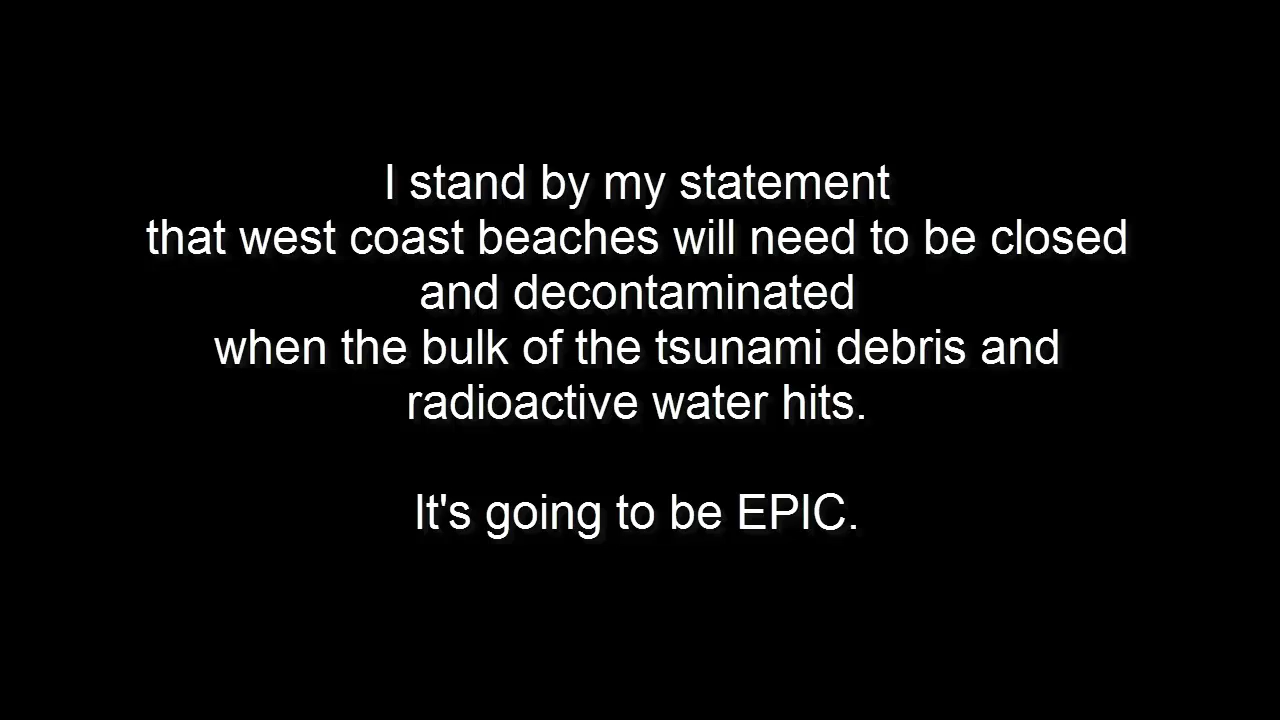 I stand by my statement
that west coast beaches will need to be closed
and decontaminated
when the bulk of the tsunami debris and
radioactive water hits.
It's going to be EPIC.